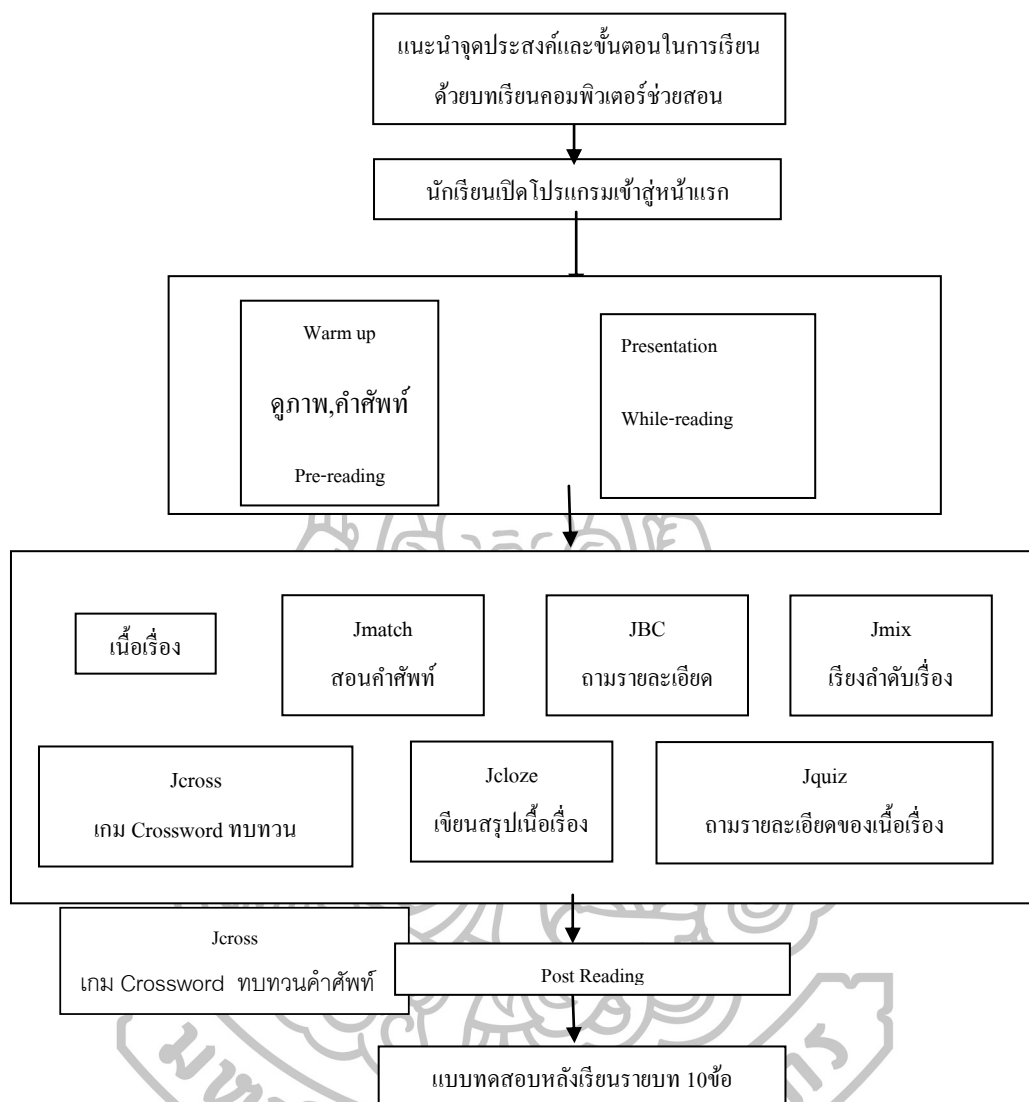 แนะนำจุดประสงค์และขั้นตอนในการเรียน
ด้วยบทเรียนคอมพิวเตอร์ช่วยสอน
นักเรียนเปิดโปรแกรมเข้าสู่หน้าแรก
Warm up
ดูภาพ,คำศัพท์
Pre-reading
Presentation
While-reading
เนื้อเรื่อง
Jmatch
สอนคำศัพท์
JBC
ถามรายละเอียด
Jmix
เรียงลำดับเรื่อง
Jcross
เกม Crossword ทบทวน
Jcloze
เขียนสรุปเนื้อเรื่อง
Jquiz
ถามรายละเอียดของเนื้อเรื่อง
Jcross
เกม Crossword ทบทวนคำศัพท์
Post Reading
แบบทดสอบหลังเรียนรายบท 10ข้อ